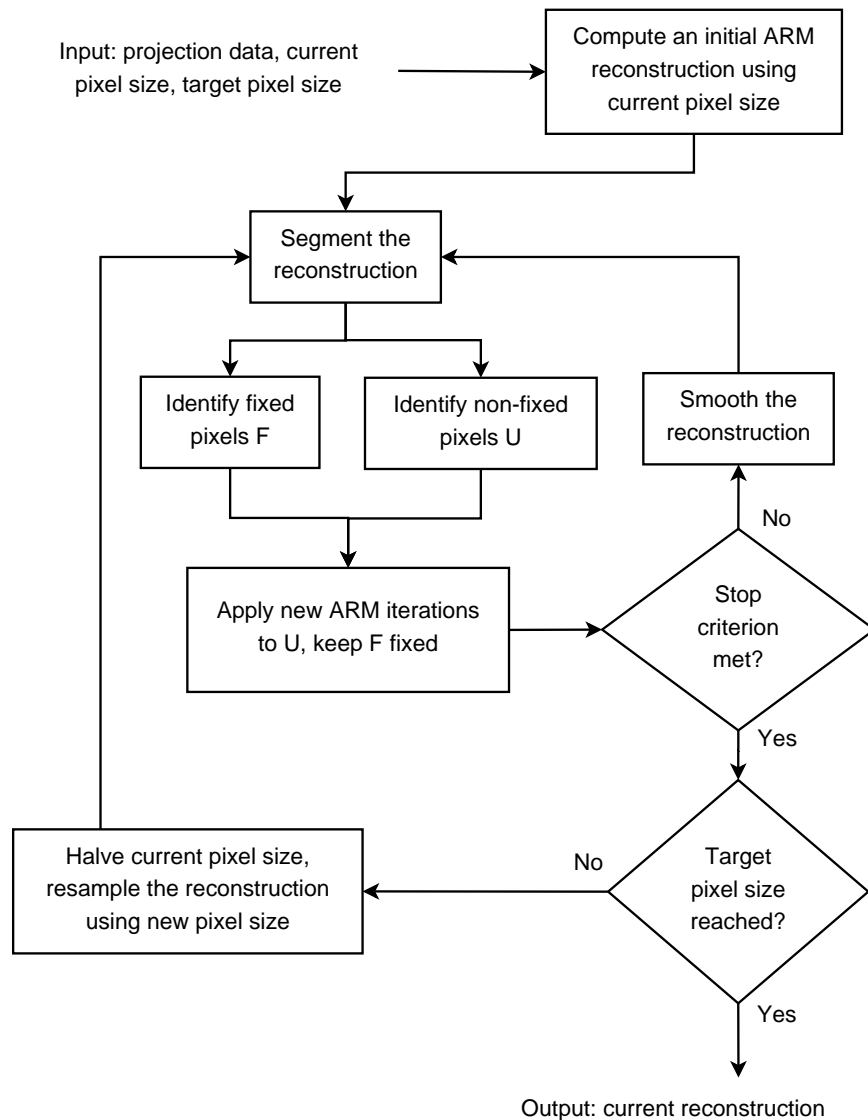 Input: projection data, current
pixel size, target pixel size
Compute an initial ARM
reconstruction using
current pixel size
Segment the
reconstruction
Identify fixed
pixels F
Identify non-fixed
pixels U
Smooth the
reconstruction
No
Apply new ARM iterations
to U, keep F fixed
Stop
criterion
met?
Yes
Halve current pixel size,
resample the reconstruction
using new pixel size
No
Target
pixel size
reached?
Yes
Output: current reconstruction